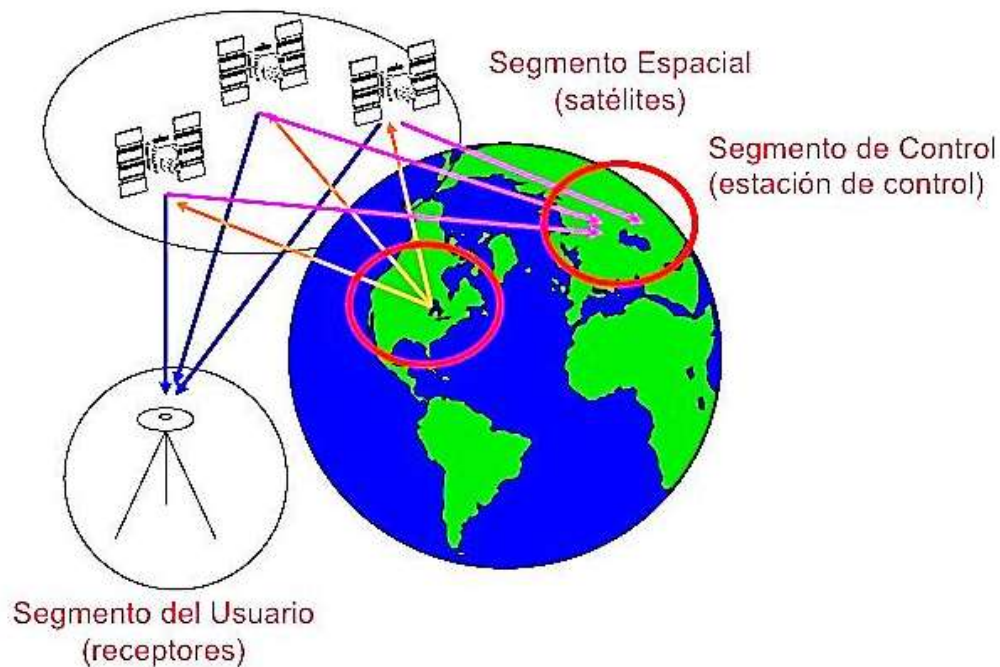 Segmento Espacial
(satélites)
Segmento de Control
(estación de control)
Segmento del Usuario
(receptores)